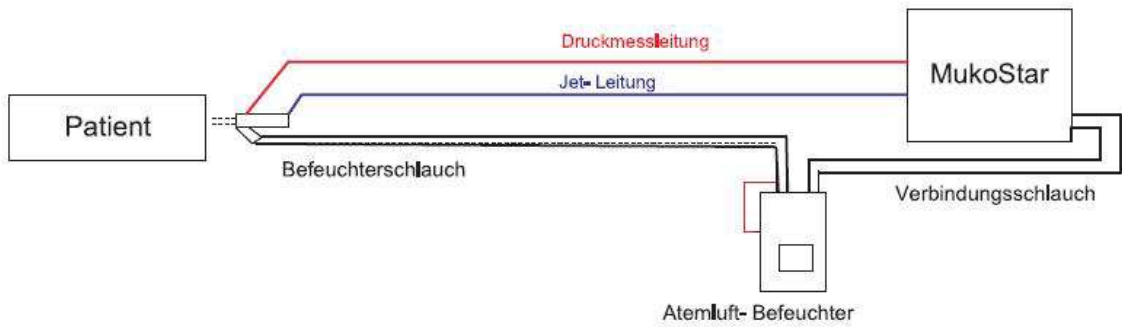 Druckmessleitung
MukoStar
Jet- Leitung
Patient
Befeuchterschlauch
Verbindungsschlauch
Atemluft- Befeuchter